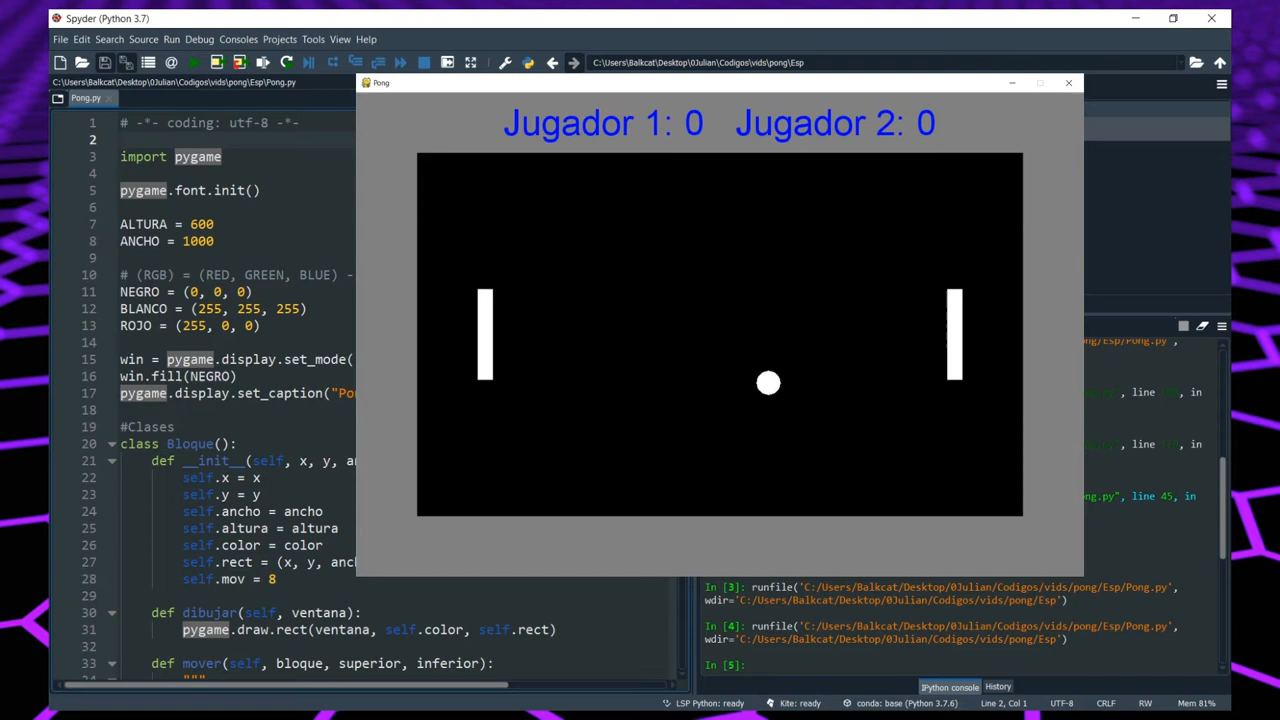 Spyder (Python 3.7)
File Edit Search Source Run Debug Consoles Projects Tools View Help
C:\Users\Balkcat\Desktop\0Julian\Codigos\vids\pong\Esp
C:\Users\Balkcat\Desktop\0Julian\Codigos\vids\pong\Esp\Pong.py
Pong.py
Pong
Jugador 1: 0 Jugador 2: 0
1 # -*- coding: utf-8 -*-
2
3 import pygame
4
5 pygame.font.init()
6
7 ALTURA = 600
8 ANCHO = 1000
9
10 # (RGB) = (RED, GREEN, BLUE) -
11 NEGRO = (0, 0, 0)
12 BLANCO = (255, 255, 255)
13 ROJO = (255, 0, 0)
14
15 win = pygame.display.set_mode(
16 win.fill(NEGRO)
17 pygame.display.set_caption("Po
18
19 #Clases
20 class Bloque():
21 def __init__(self, x, y, an
22 self.x = x
23 self.y = y
24 self.ancho = ancho
25 self.altura = altura
26 self.color = color
27 self.rect = (x, y, anch
28 self.mov = 8
29
30 def dibujar(self, ventana):
31 pygame.draw.rect(ventana, self.color, self.rect)
32
33 def mover(self, bloque, superior, inferior):
"""
ng/Esp/Pong.py',
ng.py", line 45, in
In [3]: runfile('C:/Users/Balkcat/Desktop/0Julian/Codigos/vids/pong/Esp/Pong.py',
wdir='C:/Users/Balkcat/Desktop/0Julian/Codigos/vids/pong/Esp')
In [4]: runfile('C:/Users/Balkcat/Desktop/0Julian/Codigos/vids/pong/Esp/Pong.py',
wdir='C:/Users/Balkcat/Desktop/0Julian/Codigos/vids/pong/Esp')
In [5]:
IPython console History
LSP Python: ready Kite: ready conda: base (Python 3.7.6) Line 2, Col 1 UTF-8 CRLF RW Mem 81%